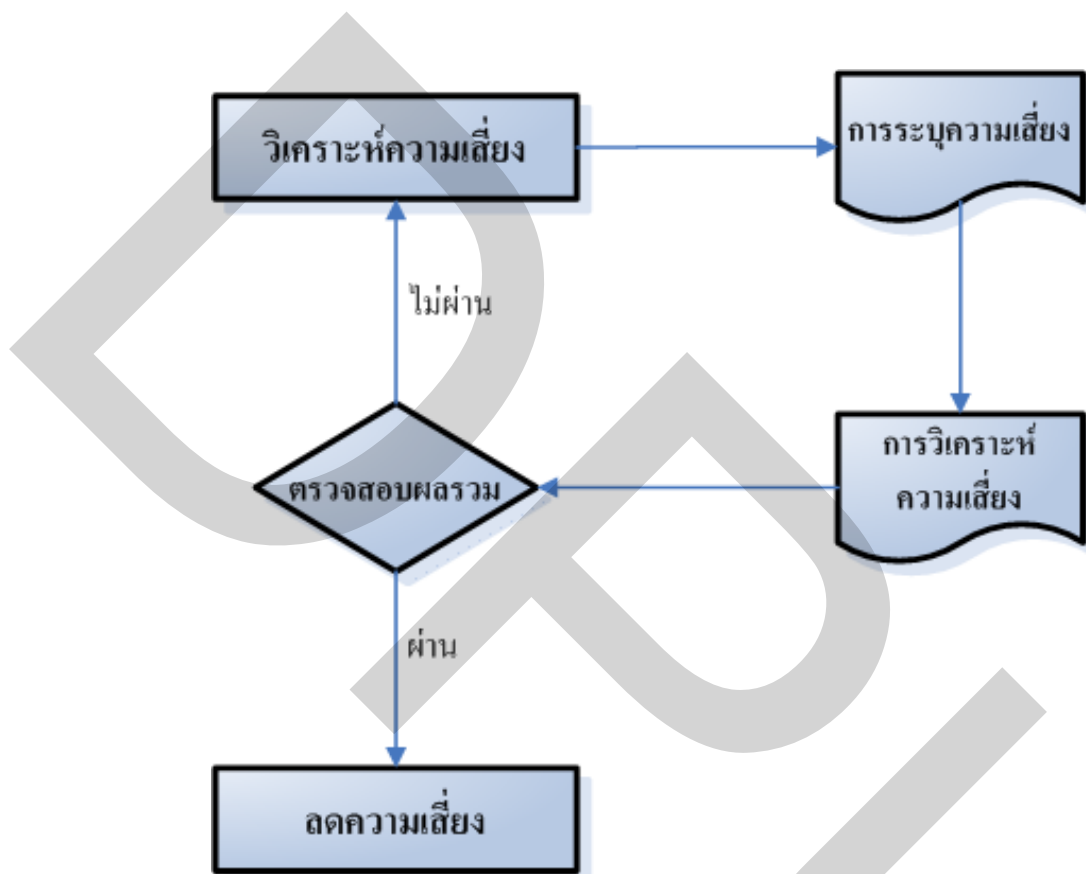 วิเคราะห์ความเสี่ยง
การระบุความเสี่ยง
ไม่ผ่าน
การวิเคราะห์
ความเสี่ยง
ตรวจสอบผลรวม
ผ่าน
ลดความเสี่ยง